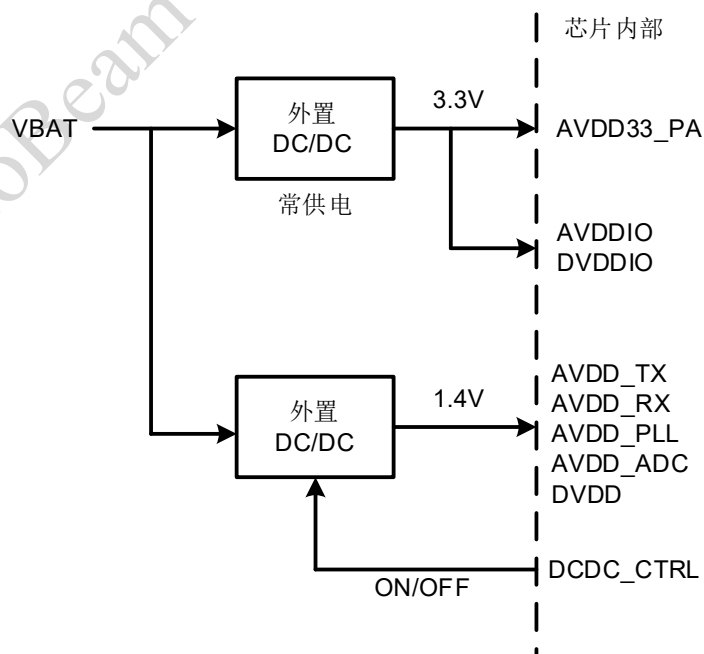 芯片内部
VBAT
外置
DC/DC
常供电
3.3V
AVDD33_PA
AVDDIO
DVDDIO
外置
DC/DC
1.4V
AVDD_TX
AVDD_RX
AVDD_PLL
AVDD_ADC
DVDD
ON/OFF
DCDC_CTRL
oBeam